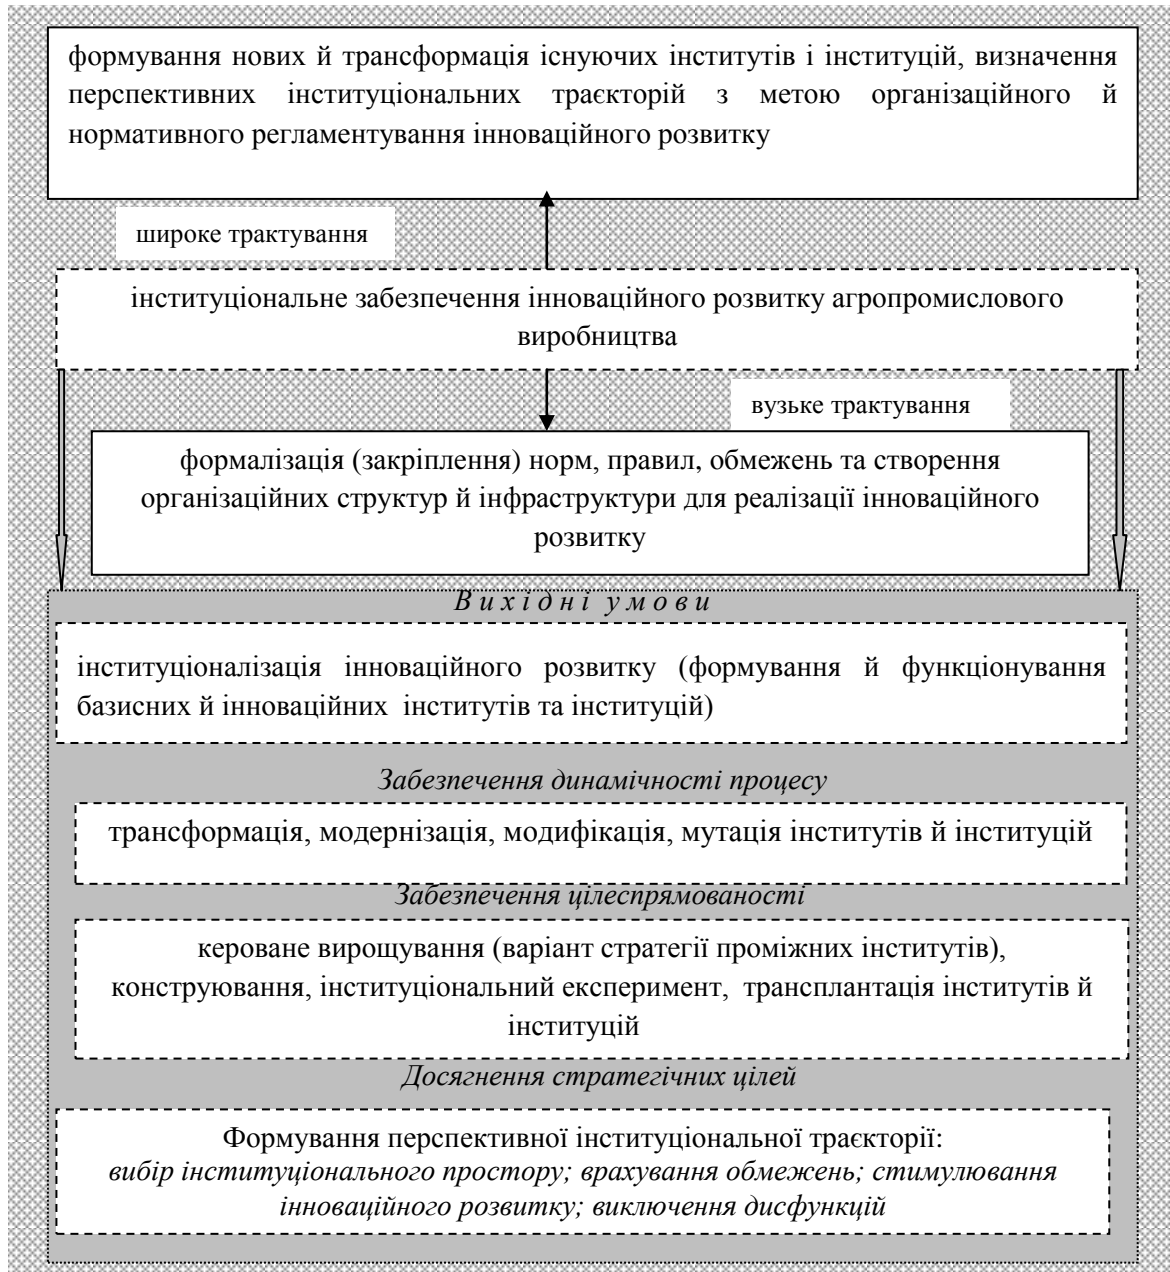 формування нових й трансформація існуючих інститутів і інституцій, визначення
перспективних інституціональних траєкторій з метою організаційного й
нормативного регламентування інноваційного розвитку
широке трактування
інституціональне забезпечення інноваційного розвитку агропромислового
виробництва
вузьке трактування
формалізація (закріплення) норм, правил, обмежень та створення
організаційних структур й інфраструктури для реалізації інноваційного
розвитку
Вихідні умови
інституціоналізація інноваційного розвитку (формування й функціонування
базисних й інноваційних інститутів та інституцій)
Забезпечення динамічності процесу
трансформація, модернізація, модифікація, мутація інститутів й інституцій
Забезпечення цілеспрямованості
кероване вирощування (варіант стратегії проміжних інститутів),
конструювання, інституціональний експеримент, трансплантація інститутів й
інституцій
Досягнення стратегічних цілей
Формування перспективної інституціональної траєкторії:
вибір інституціонального простору; врахування обмежень; стимулювання
інноваційного розвитку; виключення дисфункцій